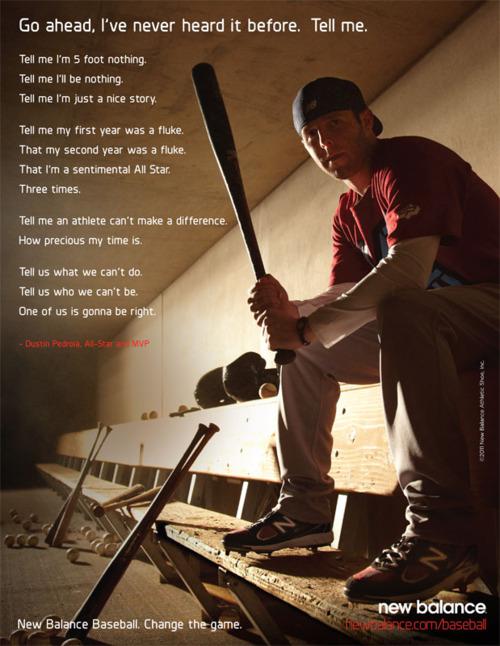 Go ahead, I've never heard it before. Tell me.
Tell me I'm 5 foot nothing.
Tell me I'll be nothing.
Tell me I'm just a nice story.
Tell me my first year was a fluke.
That my second year was a fluke.
That I'm a sentimental All Star.
Three times.
Tell me an athlete can't make a difference.
How precious my time is.
Tell us what we can't do.
Tell us who we can't be.
One of us is gonna be right.
- Dustin Pedroia, All-Star and MVP
©2011 New Balance Athletic Shoe, Inc.
new balance
newbalance.com/baseball
New Balance Baseball. Change the game.